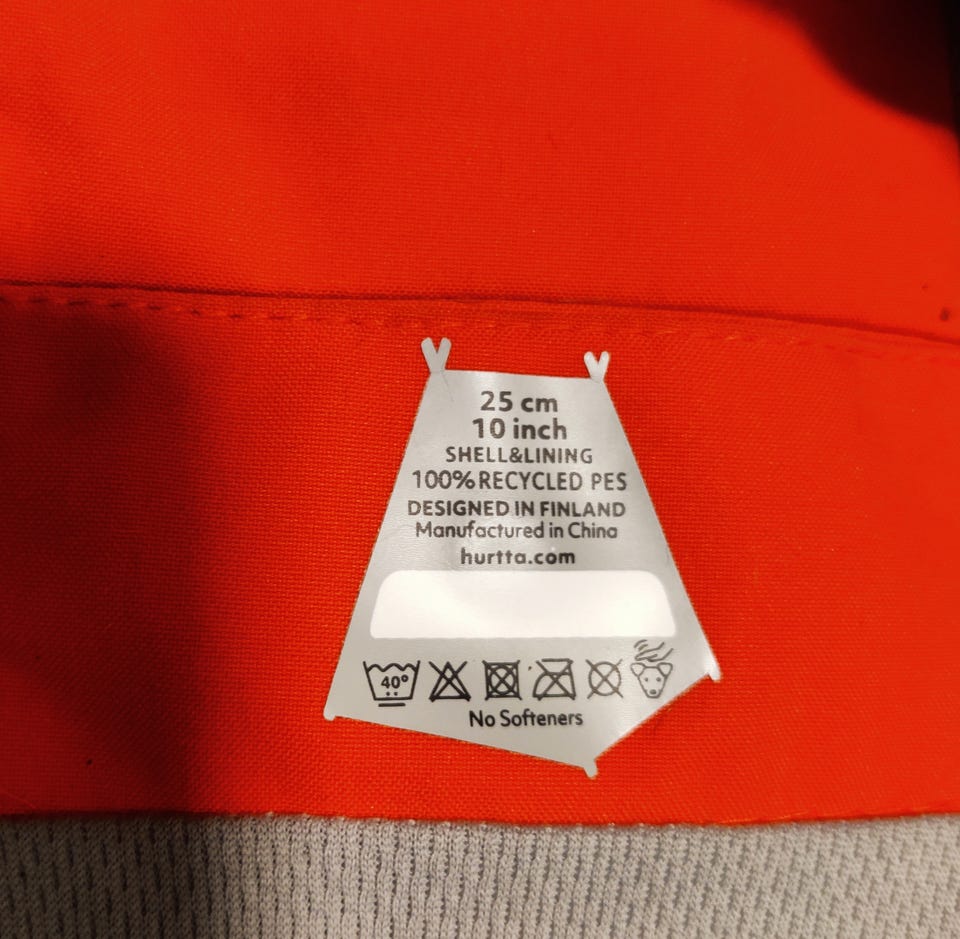 25 cm
10 inch
SHELL&LINING
100% RECYCLED PES
DESIGNED IN FINLAND
Manufactured in China
hurtta.com
40°
No Softeners